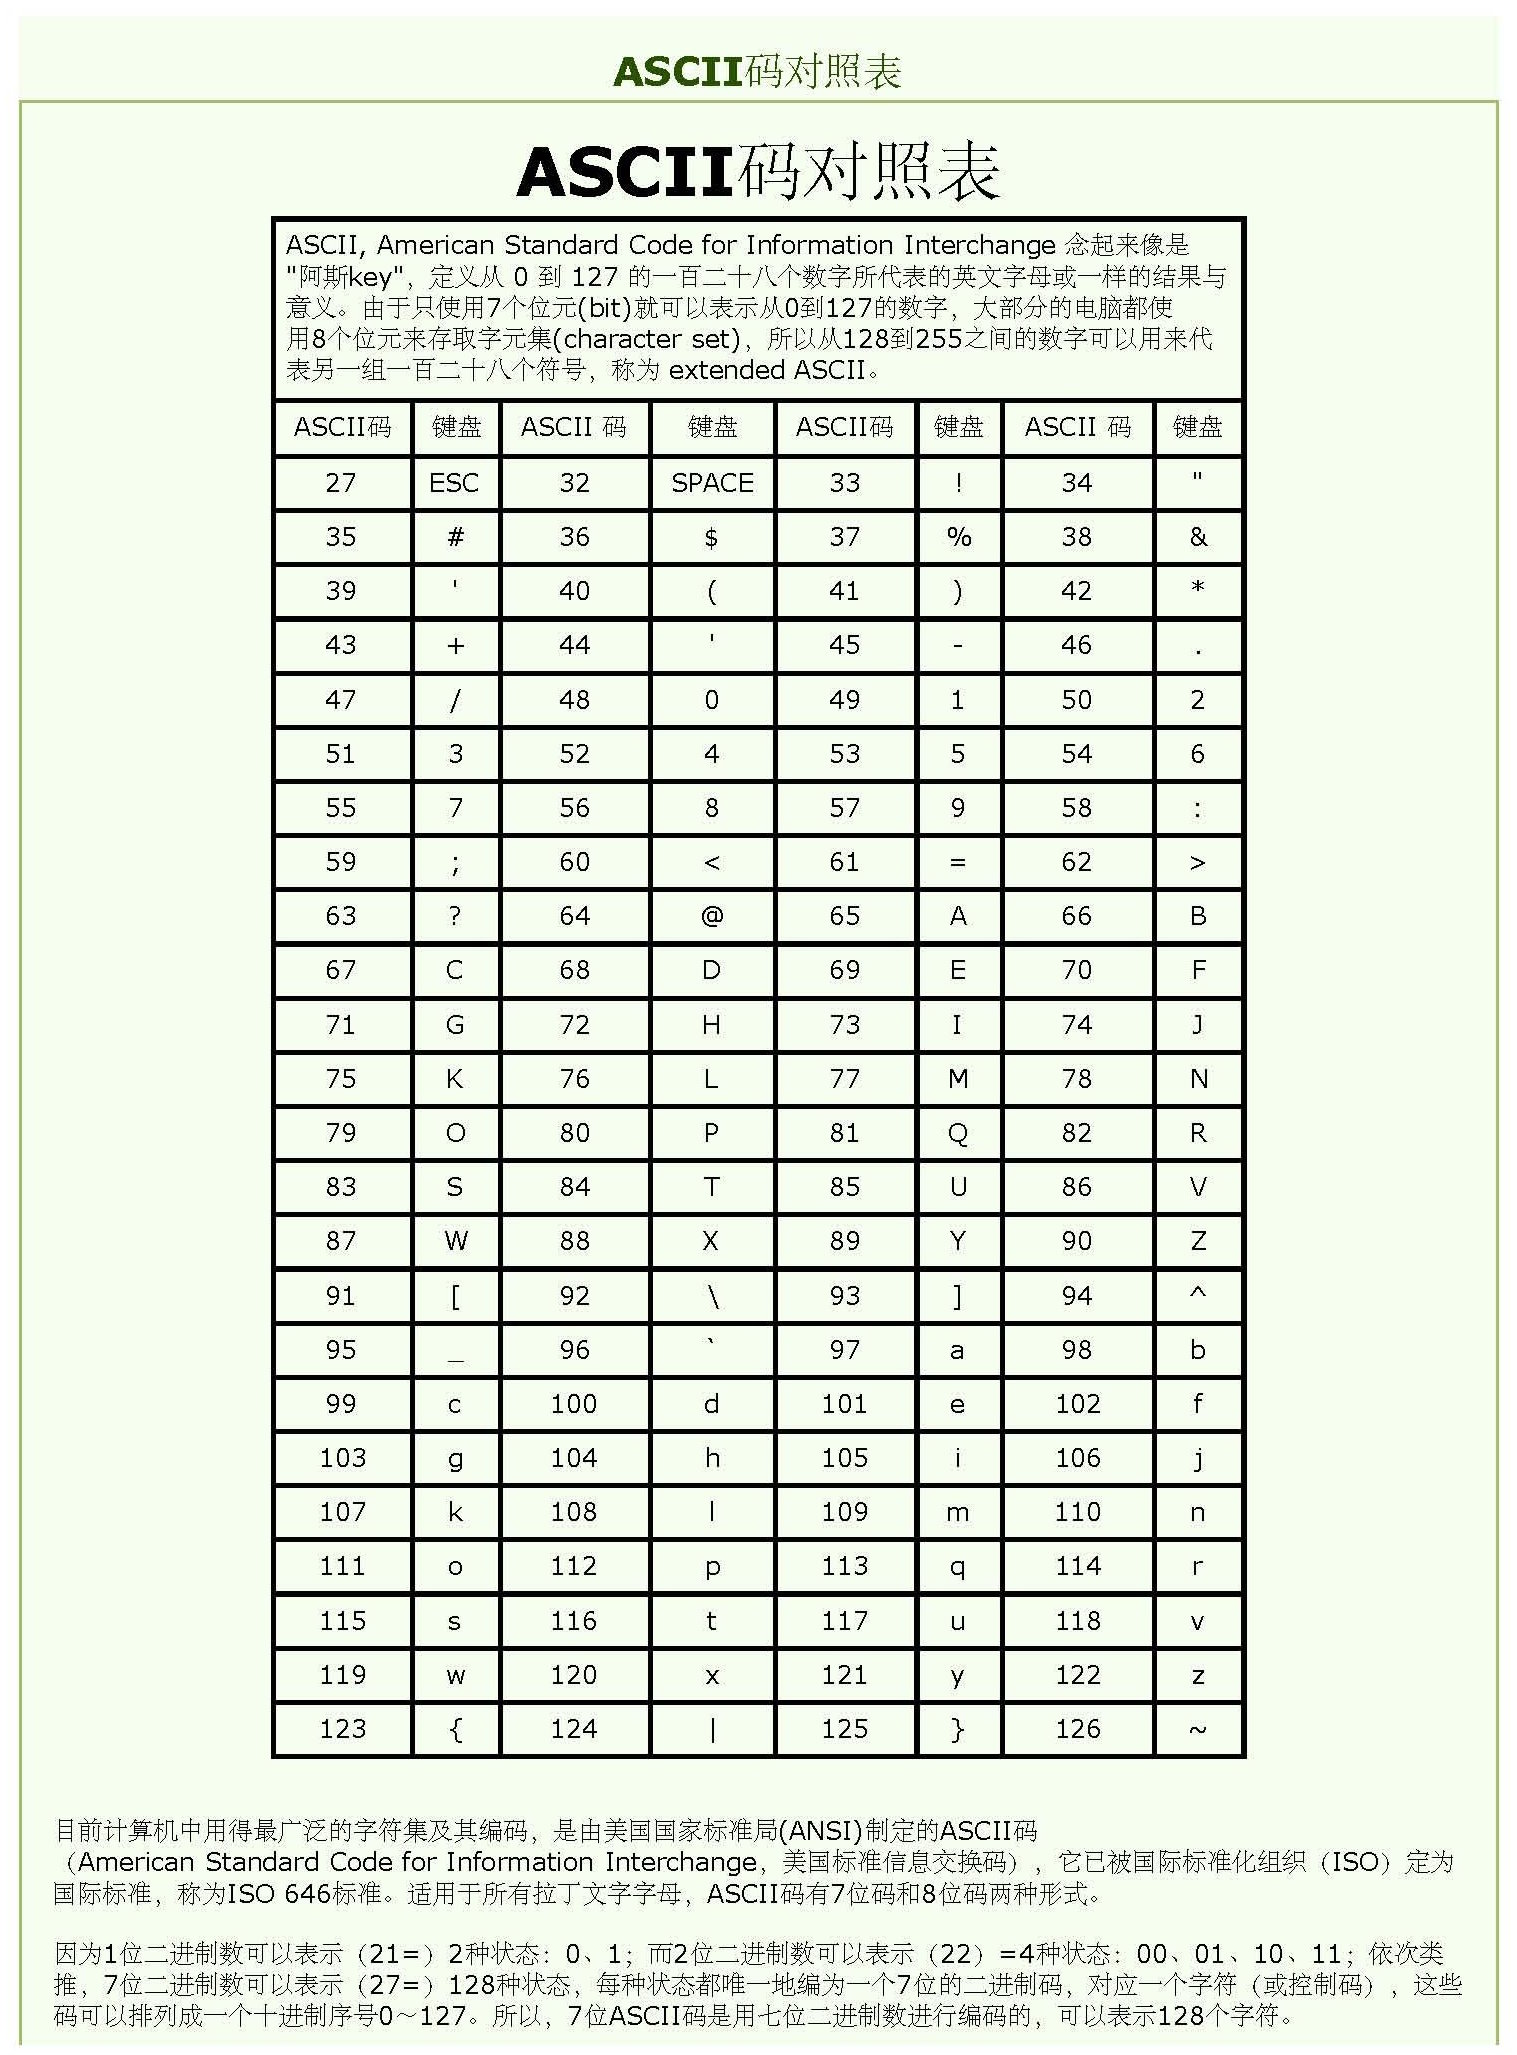 ASCII码对照表
ASCII码对照表
ASCII, American Standard Code for Information Interchange 念起来像是
"阿斯key"，定义从 0 到 127 的一百二十八个数字所代表的英文字母或一样的结果与
意义。由于只使用7个位元(bit)就可以表示从0到127的数字，大部分的电脑都使
用8个位元来存取字元集(character set)，所以从128到255之间的数字可以用来代
表另一组一百二十八个符号，称为 extended ASCII。
ASCII码 键盘 ASCII 码 键盘 ASCII码 键盘 ASCII 码 键盘
27 ESC 32 SPACE 33 ! 34 "
35 # 36 $ 37 % 38 &
39 ' 40 ( 41 ) 42 *
43 + 44 ' 45 - 46 .
47 / 48 0 49 1 50 2
51 3 52 4 53 5 54 6
55 7 56 8 57 9 58 :
59 ; 60 < 61 = 62 >
63 ? 64 @ 65 A 66 B
67 C 68 D 69 E 70 F
71 G 72 H 73 I 74 J
75 K 76 L 77 M 78 N
79 O 80 P 81 Q 82 R
83 S 84 T 85 U 86 V
87 W 88 X 89 Y 90 Z
91 [ 92 \ 93 ] 94 ^
95 _ 96 ` 97 a 98 b
99 c 100 d 101 e 102 f
103 g 104 h 105 i 106 j
107 k 108 l 109 m 110 n
111 o 112 p 113 q 114 r
115 s 116 t 117 u 118 v
119 w 120 x 121 y 122 z
123 { 124 | 125 } 126 ~
目前计算机中用得最广泛的字符集及其编码，是由美国国家标准局(ANSI)制定的ASCII码
（American Standard Code for Information Interchange，美国标准信息交换码），它已被国际标准化组织（ISO）定为
国际标准，称为ISO 646标准。适用于所有拉丁文字字母，ASCII码有7位码和8位码两种形式。
因为1位二进制数可以表示（21=）2种状态：0、1；而2位二进制数可以表示（22）=4种状态：00、01、10、11；依次类
推，7位二进制数可以表示（27=）128种状态，每种状态都唯一地编为一个7位的二进制码，对应一个字符（或控制码），这些
码可以排列成一个十进制序号0～127。所以，7位ASCII码是用七位二进制数进行编码的，可以表示128个字符。